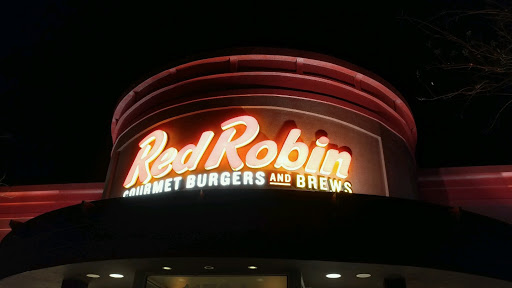 Red Robin
GOURMET BURGERS AND BREWS